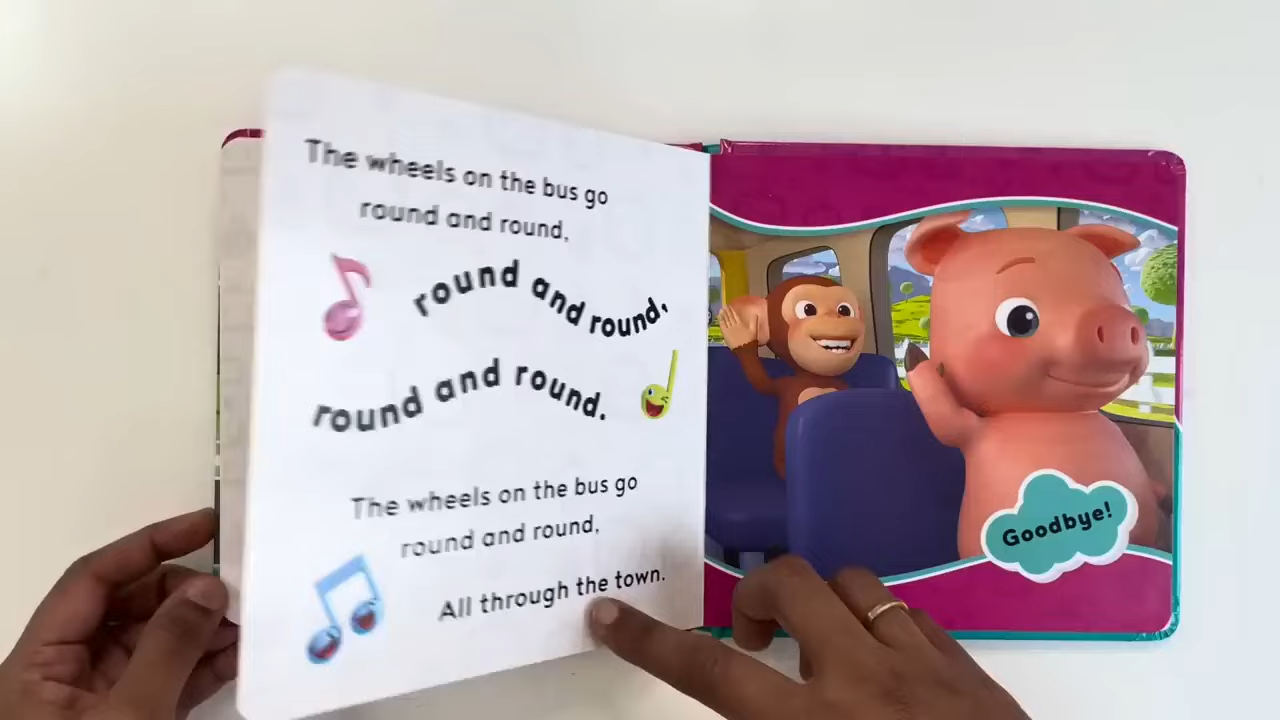 The wheels on the bus go
round and round,
round and round,
round and round.
The wheels on the bus go
round and round,
All through the town.
Goodbye!